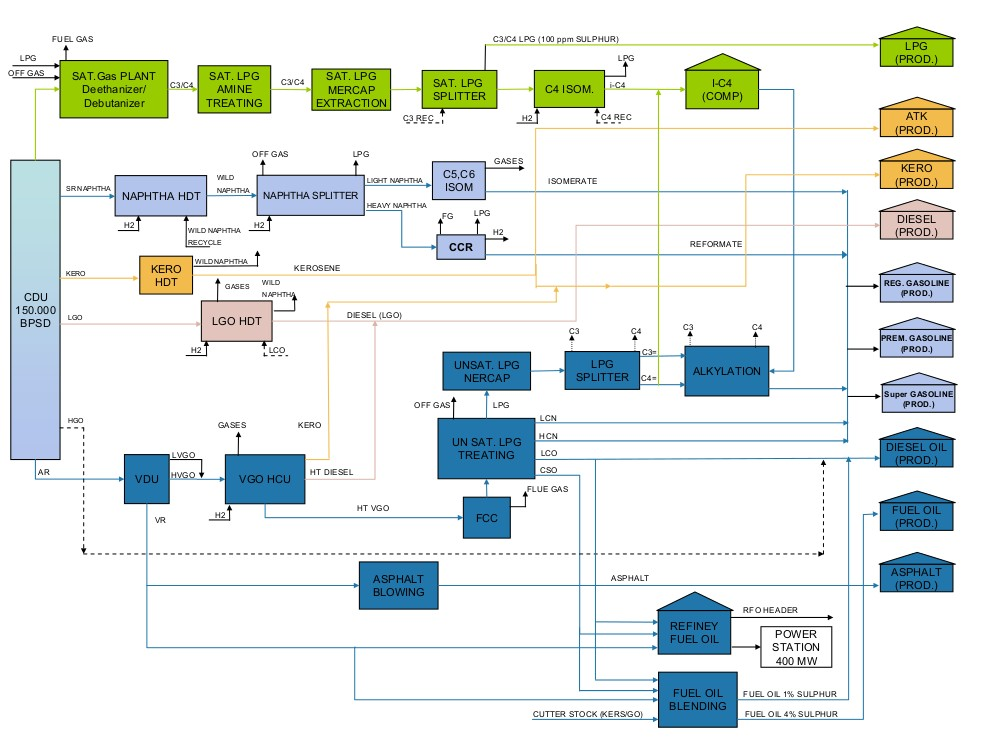 FUEL GAS
LPG
OFF GAS
SAT.Gas PLANT
Deethanizer/
Debutanizer
C3/C4
SAT. LPG
AMINE
TREATING
C3/C4
SAT. LPG
MERCAP
EXTRACTION
SAT. LPG
SPLITTER
C3 REC
C3/C4 LPG (100 ppm SULPHUR)
C4 ISOM.
LPG
i-C4
H2
C4 REC
I-C4
(COMP)
LPG
(PROD.)
ATK
(PROD.)
KERO
(PROD.)
DIESEL
(PROD.)
REG. GASOLINE
(PROD.)
PREM. GASOLINE
(PROD.)
Super GASOLINE
(PROD.)
DIESEL OIL
(PROD.)
FUEL OIL
(PROD.)
ASPHALT
(PROD.)
CDU
150.000
BPSD
SRNAPHTHA
NAPHTHA HDT
H2
WILD
NAPHTHA
WILD NAPHTHA
RECYCLE
OFF GAS
LPG
NAPHTHA SPLITTER
H2
LIGHT NAPHTHA
HEAVY NAPHTHA
C5,C6
ISOM
GASES
ISOMERATE
FG
LPG
CCR
H2
REFORMATE
KERO
KERO
HDT
WILDNAPHTHA
KEROSENE
GASES
WILD
NAPHTHA
LGO
LGO HDT
H2
LCO
DIESEL (LGO)
HGO
AR
VDU
LVGO
HVGO
VR
GASES
VGO HCU
H2
KERO
HT DIESEL
HT VGO
UNSAT. LPG
NERCAP
OFF GAS
LPG
UN SAT. LPG
TREATING
FCC
FLUE GAS
C3
C4
LPG
SPLITTER
C3=
C4=
C3
C4
ALKYLATION
LCN
HCN
LCO
CSO
ASPHALT
BLOWING
ASPHALT
REFINEY
FUEL OIL
RFO HEADER
POWER
STATION
400 MW
FUEL OIL
BLENDING
FUEL OIL 1% SULPHUR
FUEL OIL 4% SULPHUR
CUTTER STOCK (KERS/GO)